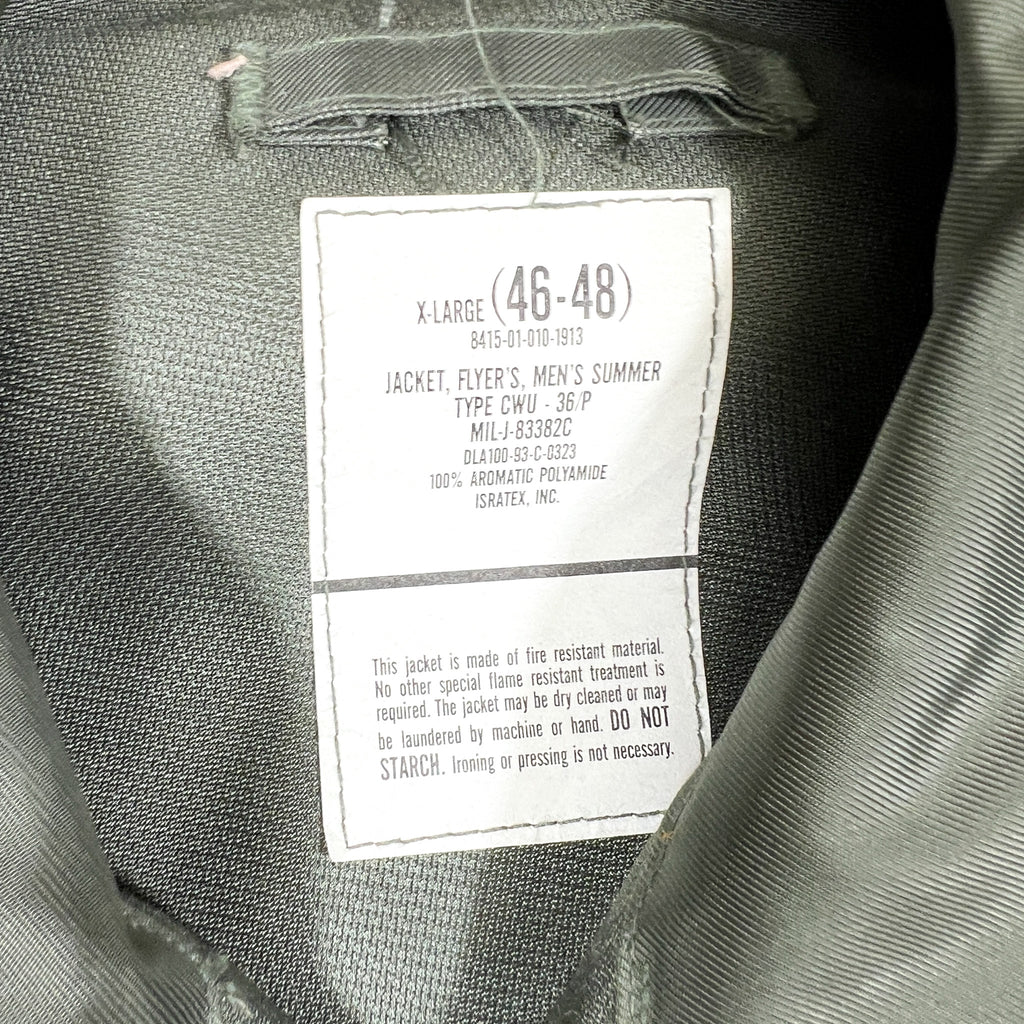 X-LARGE (46-48)
8415-01-010-1913
JACKET, FLYER'S, MEN'S SUMMER
TYPE CWU - 36/P
MIL-J-83382C
DLA100-93-C-0323
100% AROMATIC POLYAMIDE
ISRATEX, INC.
This jacket is made of fire resistant material.
No other special flame resistant treatment is
required. The jacket may be dry cleaned or may
be laundered by machine or hand. DO NOT
STARCH. Ironing or pressing is not necessary.